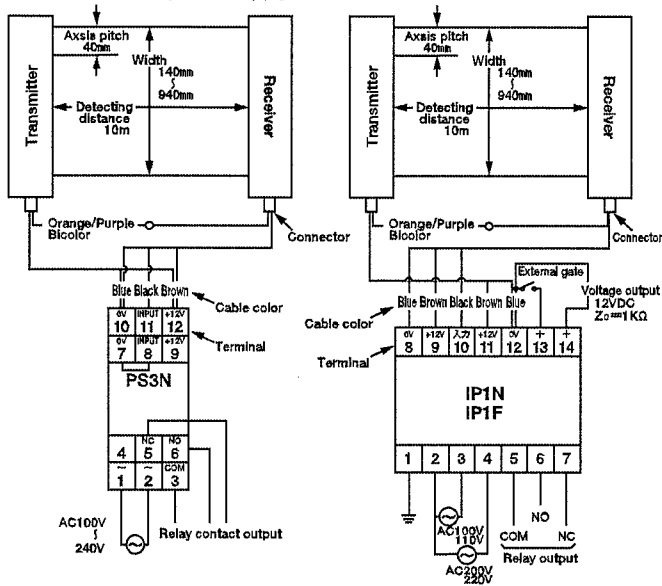 Axsis pitch
40mm
Width
140mm
~
940mm
Detecting
distance
10m
Transmitter
Receiver
Orange/Purple
Bicolor
Connector
Blue Black Brown
Cable color
0V INPUT +12V
10 11 12
0V INPUT +12V
7 8 9
Terminal
PS3N
NC NO
4 5 6
~ ~ COM
1 2 3
AC100V
~
240V
Relay contact output
Axsis pitch
40mm
Width
140mm
~
940mm
Detecting
distance
10m
Transmitter
Receiver
Orange/Purple
Bicolor
Connector
External gate
Voltage output
12VDC
Zo≒1KΩ
Blue Brown Black Brown Blue
Cable color
Terminal
0V +12V 入力 +12V 0V + +
8 9 10 11 12 13 14
IP1N
IP1F
1 2 3 4 5 6 7
AC100V
110V
AC200V
220V
COM
NO
NC
Relay output